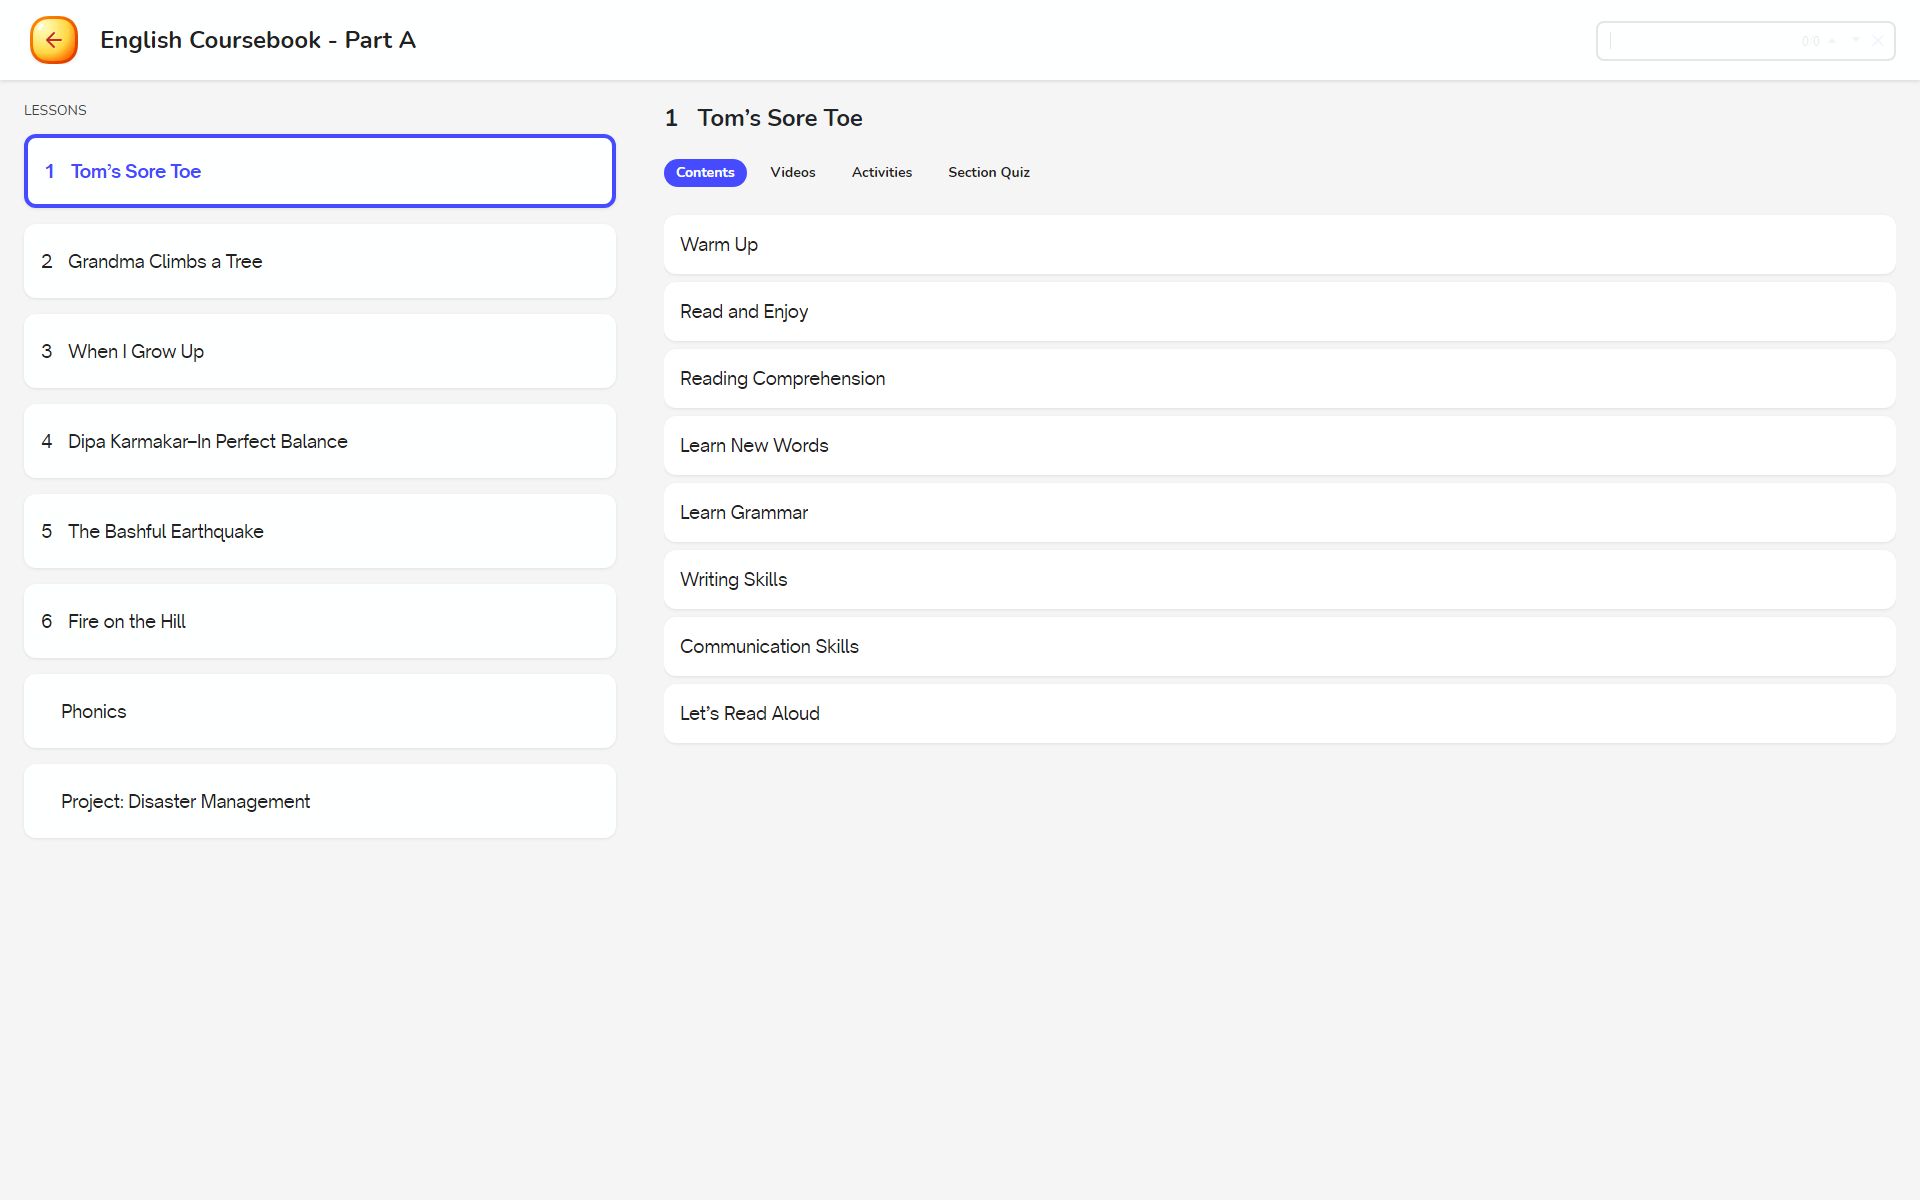 English Coursebook - Part A
0/0
LESSONS
1 Tom’s Sore Toe
2 Grandma Climbs a Tree
3 When I Grow Up
4 Dipa Karmakar–In Perfect Balance
5 The Bashful Earthquake
6 Fire on the Hill
Phonics
Project: Disaster Management
1 Tom’s Sore Toe
Contents Videos Activities Section Quiz
Warm Up
Read and Enjoy
Reading Comprehension
Learn New Words
Learn Grammar
Writing Skills
Communication Skills
Let’s Read Aloud